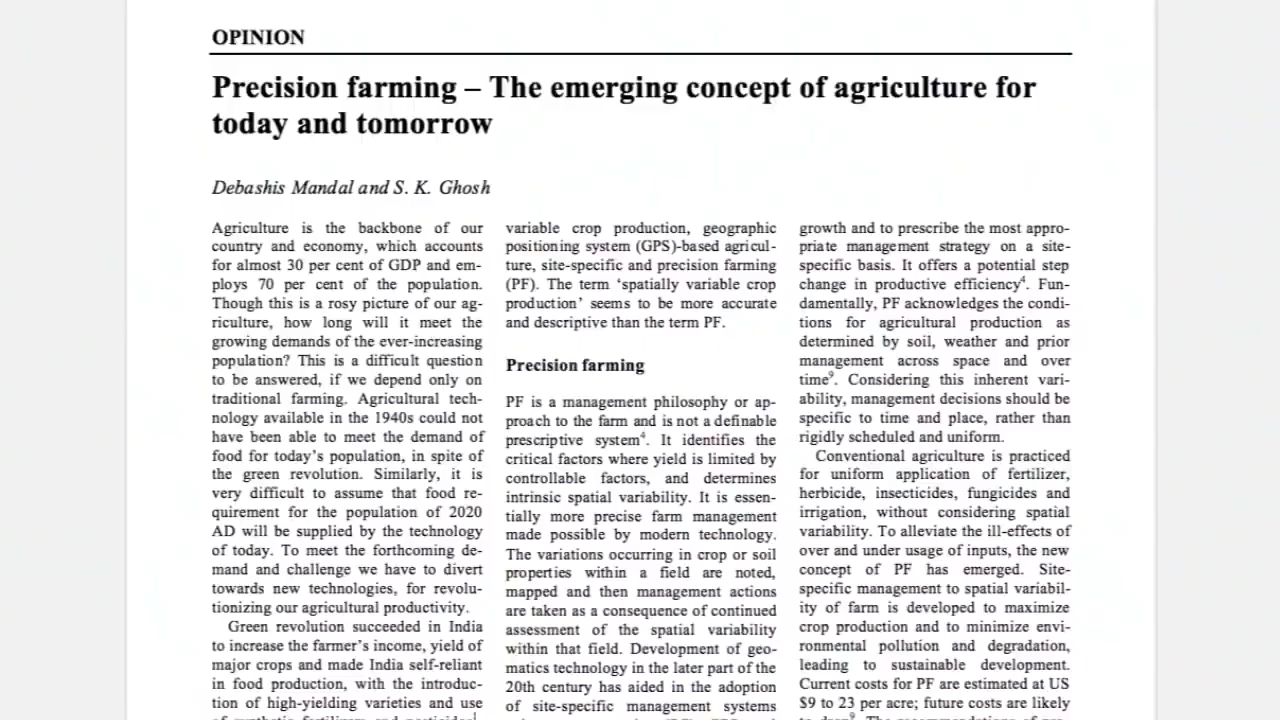 OPINION
Precision farming – The emerging concept of agriculture for
today and tomorrow
Debashis Mandal and S. K. Ghosh
Agriculture is the backbone of our
country and economy, which accounts
for almost 30 per cent of GDP and em-
ploys 70 per cent of the population.
Though this is a rosy picture of our ag-
riculture, how long will it meet the
growing demands of the ever-increasing
population? This is a difficult question
to be answered, if we depend only on
traditional farming. Agricultural tech-
nology available in the 1940s could not
have been able to meet the demand of
food for today's population, in spite of
the green revolution. Similarly, it is
very difficult to assume that food re-
quirement for the population of 2020
AD will be supplied by the technology
of today. To meet the forthcoming de-
mand and challenge we have to divert
towards new technologies, for revolu-
tionizing our agricultural productivity.
Green revolution succeeded in India
to increase the farmer's income, yield of
major crops and made India self-reliant
in food production, with the introduc-
tion of high-yielding varieties and use
variable crop production, geographic
positioning system (GPS)-based agricul-
ture, site-specific and precision farming
(PF). The term ‘spatially variable crop
production’ seems to be more accurate
and descriptive than the term PF.
Precision farming
PF is a management philosophy or ap-
proach to the farm and is not a definable
prescriptive system⁴. It identifies the
critical factors where yield is limited by
controllable factors, and determines
intrinsic spatial variability. It is essen-
tially more precise farm management
made possible by modern technology.
The variations occurring in crop or soil
properties within a field are noted,
mapped and then management actions
are taken as a consequence of continued
assessment of the spatial variability
within that field. Development of geo-
matics technology in the later part of the
20th century has aided in the adoption
of site-specific management systems
growth and to prescribe the most appro-
priate management strategy on a site-
specific basis. It offers a potential step
change in productive efficiency⁴. Fun-
damentally, PF acknowledges the condi-
tions for agricultural production as
determined by soil, weather and prior
management across space and over
time⁹. Considering this inherent vari-
ability, management decisions should be
specific to time and place, rather than
rigidly scheduled and uniform.
Conventional agriculture is practiced
for uniform application of fertilizer,
herbicide, insecticides, fungicides and
irrigation, without considering spatial
variability. To alleviate the ill-effects of
over and under usage of inputs, the new
concept of PF has emerged. Site-
specific management to spatial variabil-
ity of farm is developed to maximize
crop production and to minimize envi-
ronmental pollution and degradation,
leading to sustainable development.
Current costs for PF are estimated at US
$9 to 23 per acre; future costs are likely